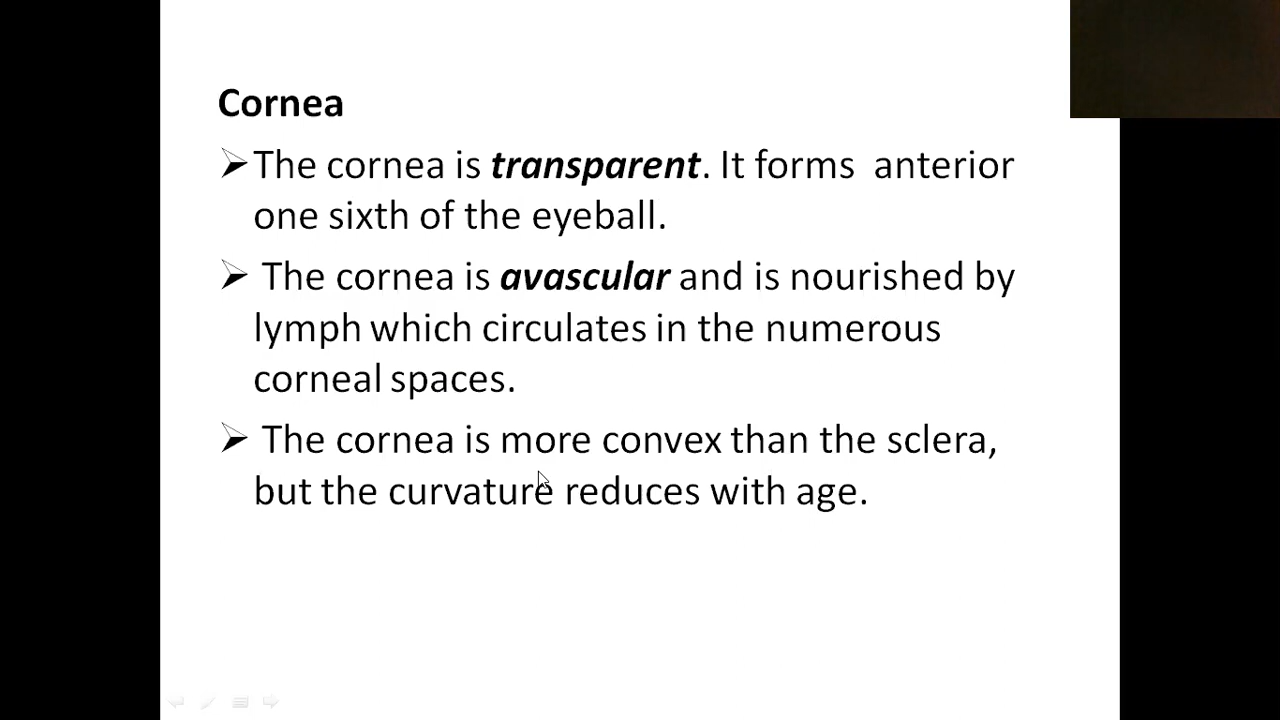 Cornea
➢The cornea is transparent. It forms  anterior
one sixth of the eyeball.
➢ The cornea is avascular and is nourished by
lymph which circulates in the numerous
corneal spaces.
➢ The cornea is more convex than the sclera,
but the curvature reduces with age.